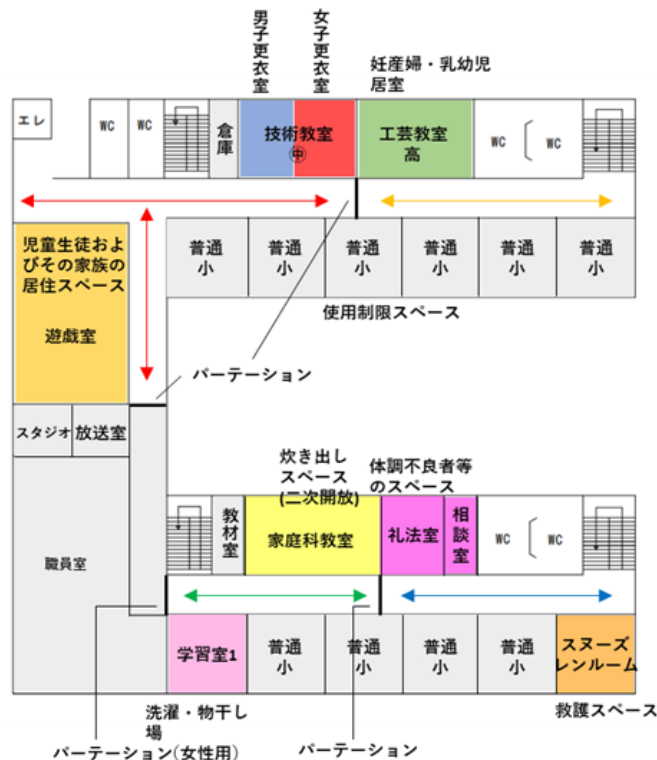 男子更衣室
女子更衣室
妊産婦・乳幼児
居室
エレ
WC
WC
倉庫
技術教室
㊥
工芸教室
高
WC
WC
児童生徒およ
びその家族の
居住スペース
遊戯室
普通
小
普通
小
普通
小
普通
小
普通
小
普通
小
使用制限スペース
パーテーション
スタジオ
放送室
職員室
炊き出し
スペース
(二次開放)
体調不良者等
のスペース
教材室
家庭科教室
礼法室
相談室
WC
WC
学習室1
普通
小
普通
小
普通
小
普通
小
スヌーズ
レンルーム
洗濯・物干し
場
救護スペース
パーテーション(女性用)
パーテーション